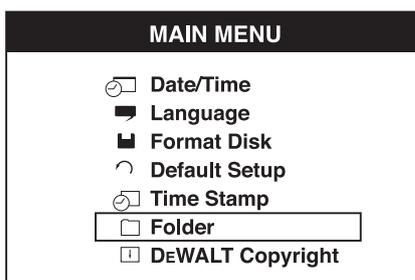 MAIN MENU
Date/Time
Language
Format Disk
Default Setup
Time Stamp
Folder
DEWALT Copyright